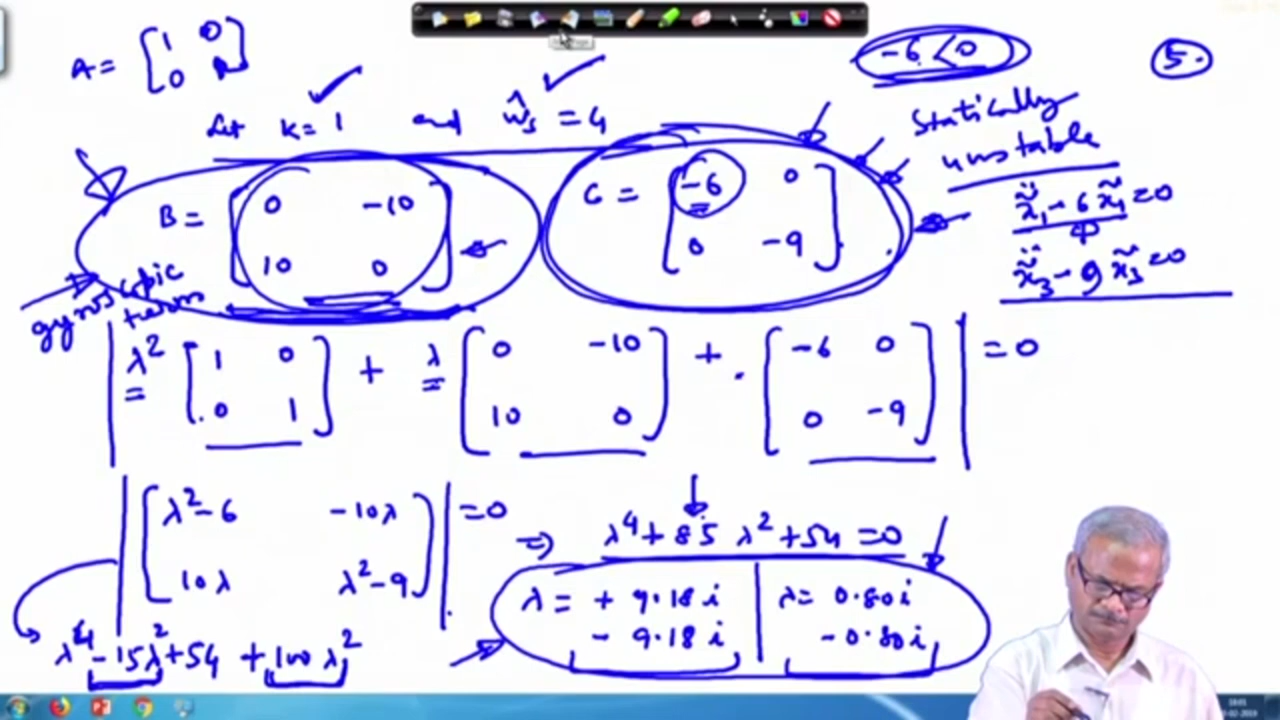 A = [1 0; 0 1]
-6 < 0
5.
Let K = 1 and ŵs = 4
statically unstable
B = [0 -10; 10 0]
C = [-6 0; 0 -9]
gyroscopic term
ẍ̃₁ - 6 x̃₁ = 0
ẍ̃₃ - 9 x̃₃ = 0
| λ² [1 0; 0 1] + λ [0 -10; 10 0] + [-6 0; 0 -9] | = 0
| [λ²-6 -10λ; 10λ λ²-9] | = 0
⇒ λ⁴ + 85 λ² + 54 = 0
λ = + 9.18 i | λ = 0.80 i
- 9.18 i | -0.80 i
λ⁴ - 15λ² + 54 + 100 λ²